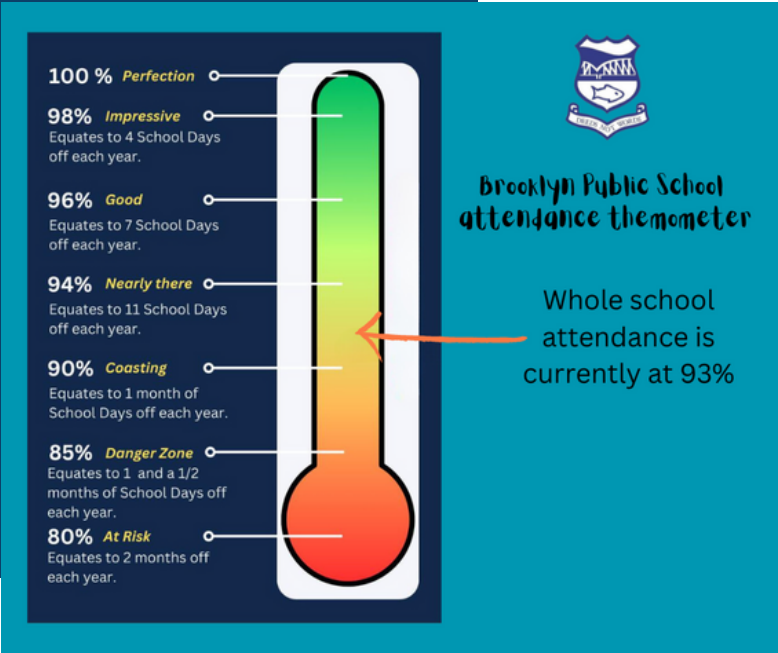 100 % Perfection
98% Impressive
Equates to 4 School Days
off each year.
96% Good
Equates to 7 School Days
off each year.
94% Nearly there
Equates to 11 School Days
off each year.
90% Coasting
Equates to 1 month of
School Days off each year.
85% Danger Zone
Equates to 1 and a 1/2
months of School Days off
each year.
80% At Risk
Equates to 2 months off
each year.
DEEDS NOT WORDS
Brooklyn Public School
attendance themometer
Whole school
attendance is
currently at 93%